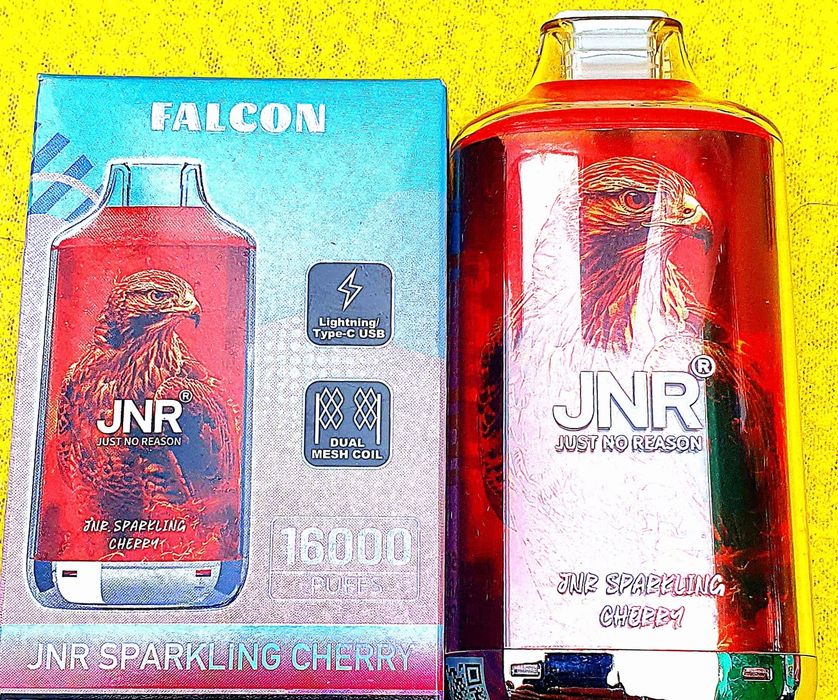 FALCON
JNR®
JUST NO REASON
JNR SPARKLING
CHERRY
Lightning/
Type-C USB
DUAL
MESH COIL
16000
PUFFS
JNR SPARKLING CHERRY
JNR®
JUST NO REASON
JNR SPARKLING
CHERRY